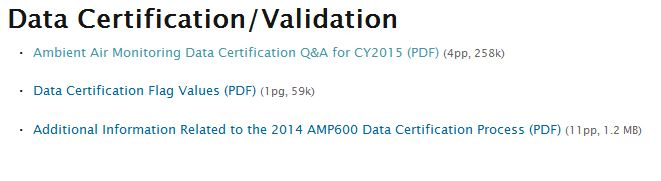 Data Certification/Validation
• Ambient Air Monitoring Data Certification Q&A for CY2015 (PDF) (4pp, 258k)
• Data Certification Flag Values (PDF) (1pg, 59k)
• Additional Information Related to the 2014 AMP600 Data Certification Process (PDF) (11pp, 1.2 MB)